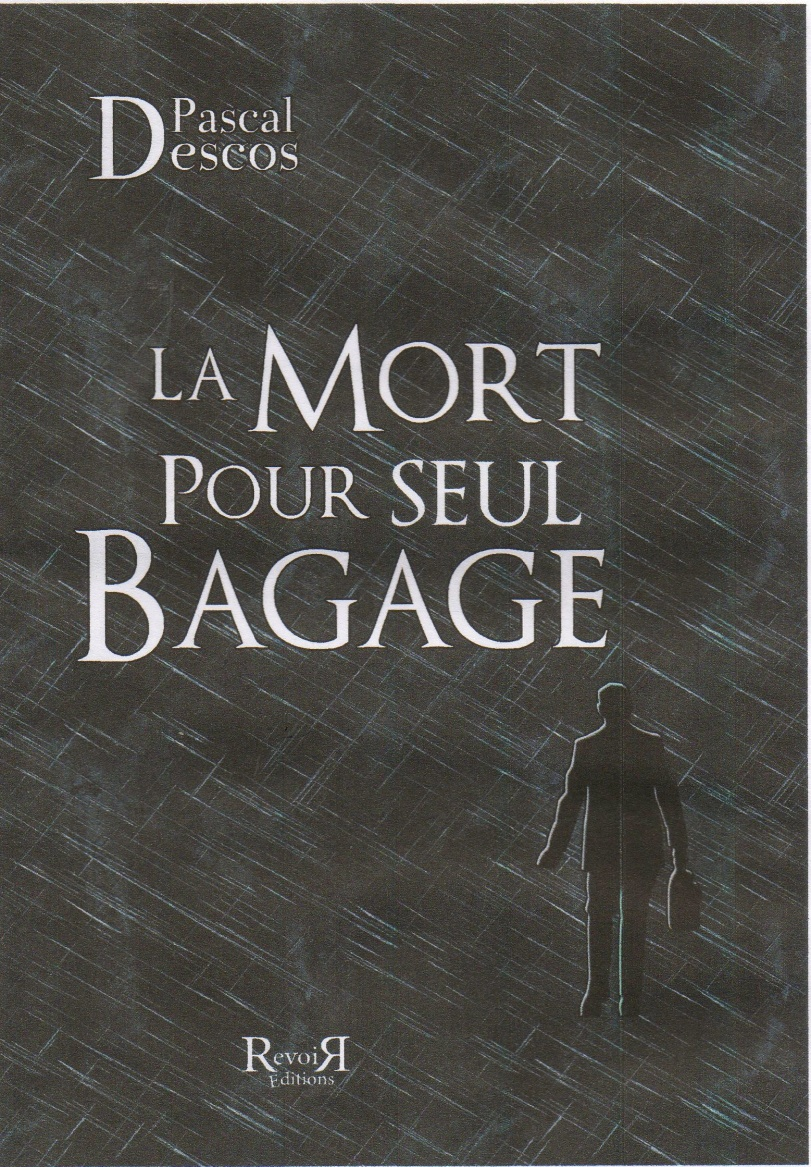 Pascal
Descos
LA MORT
POUR SEUL
BAGAGE
RevoiR
Editions